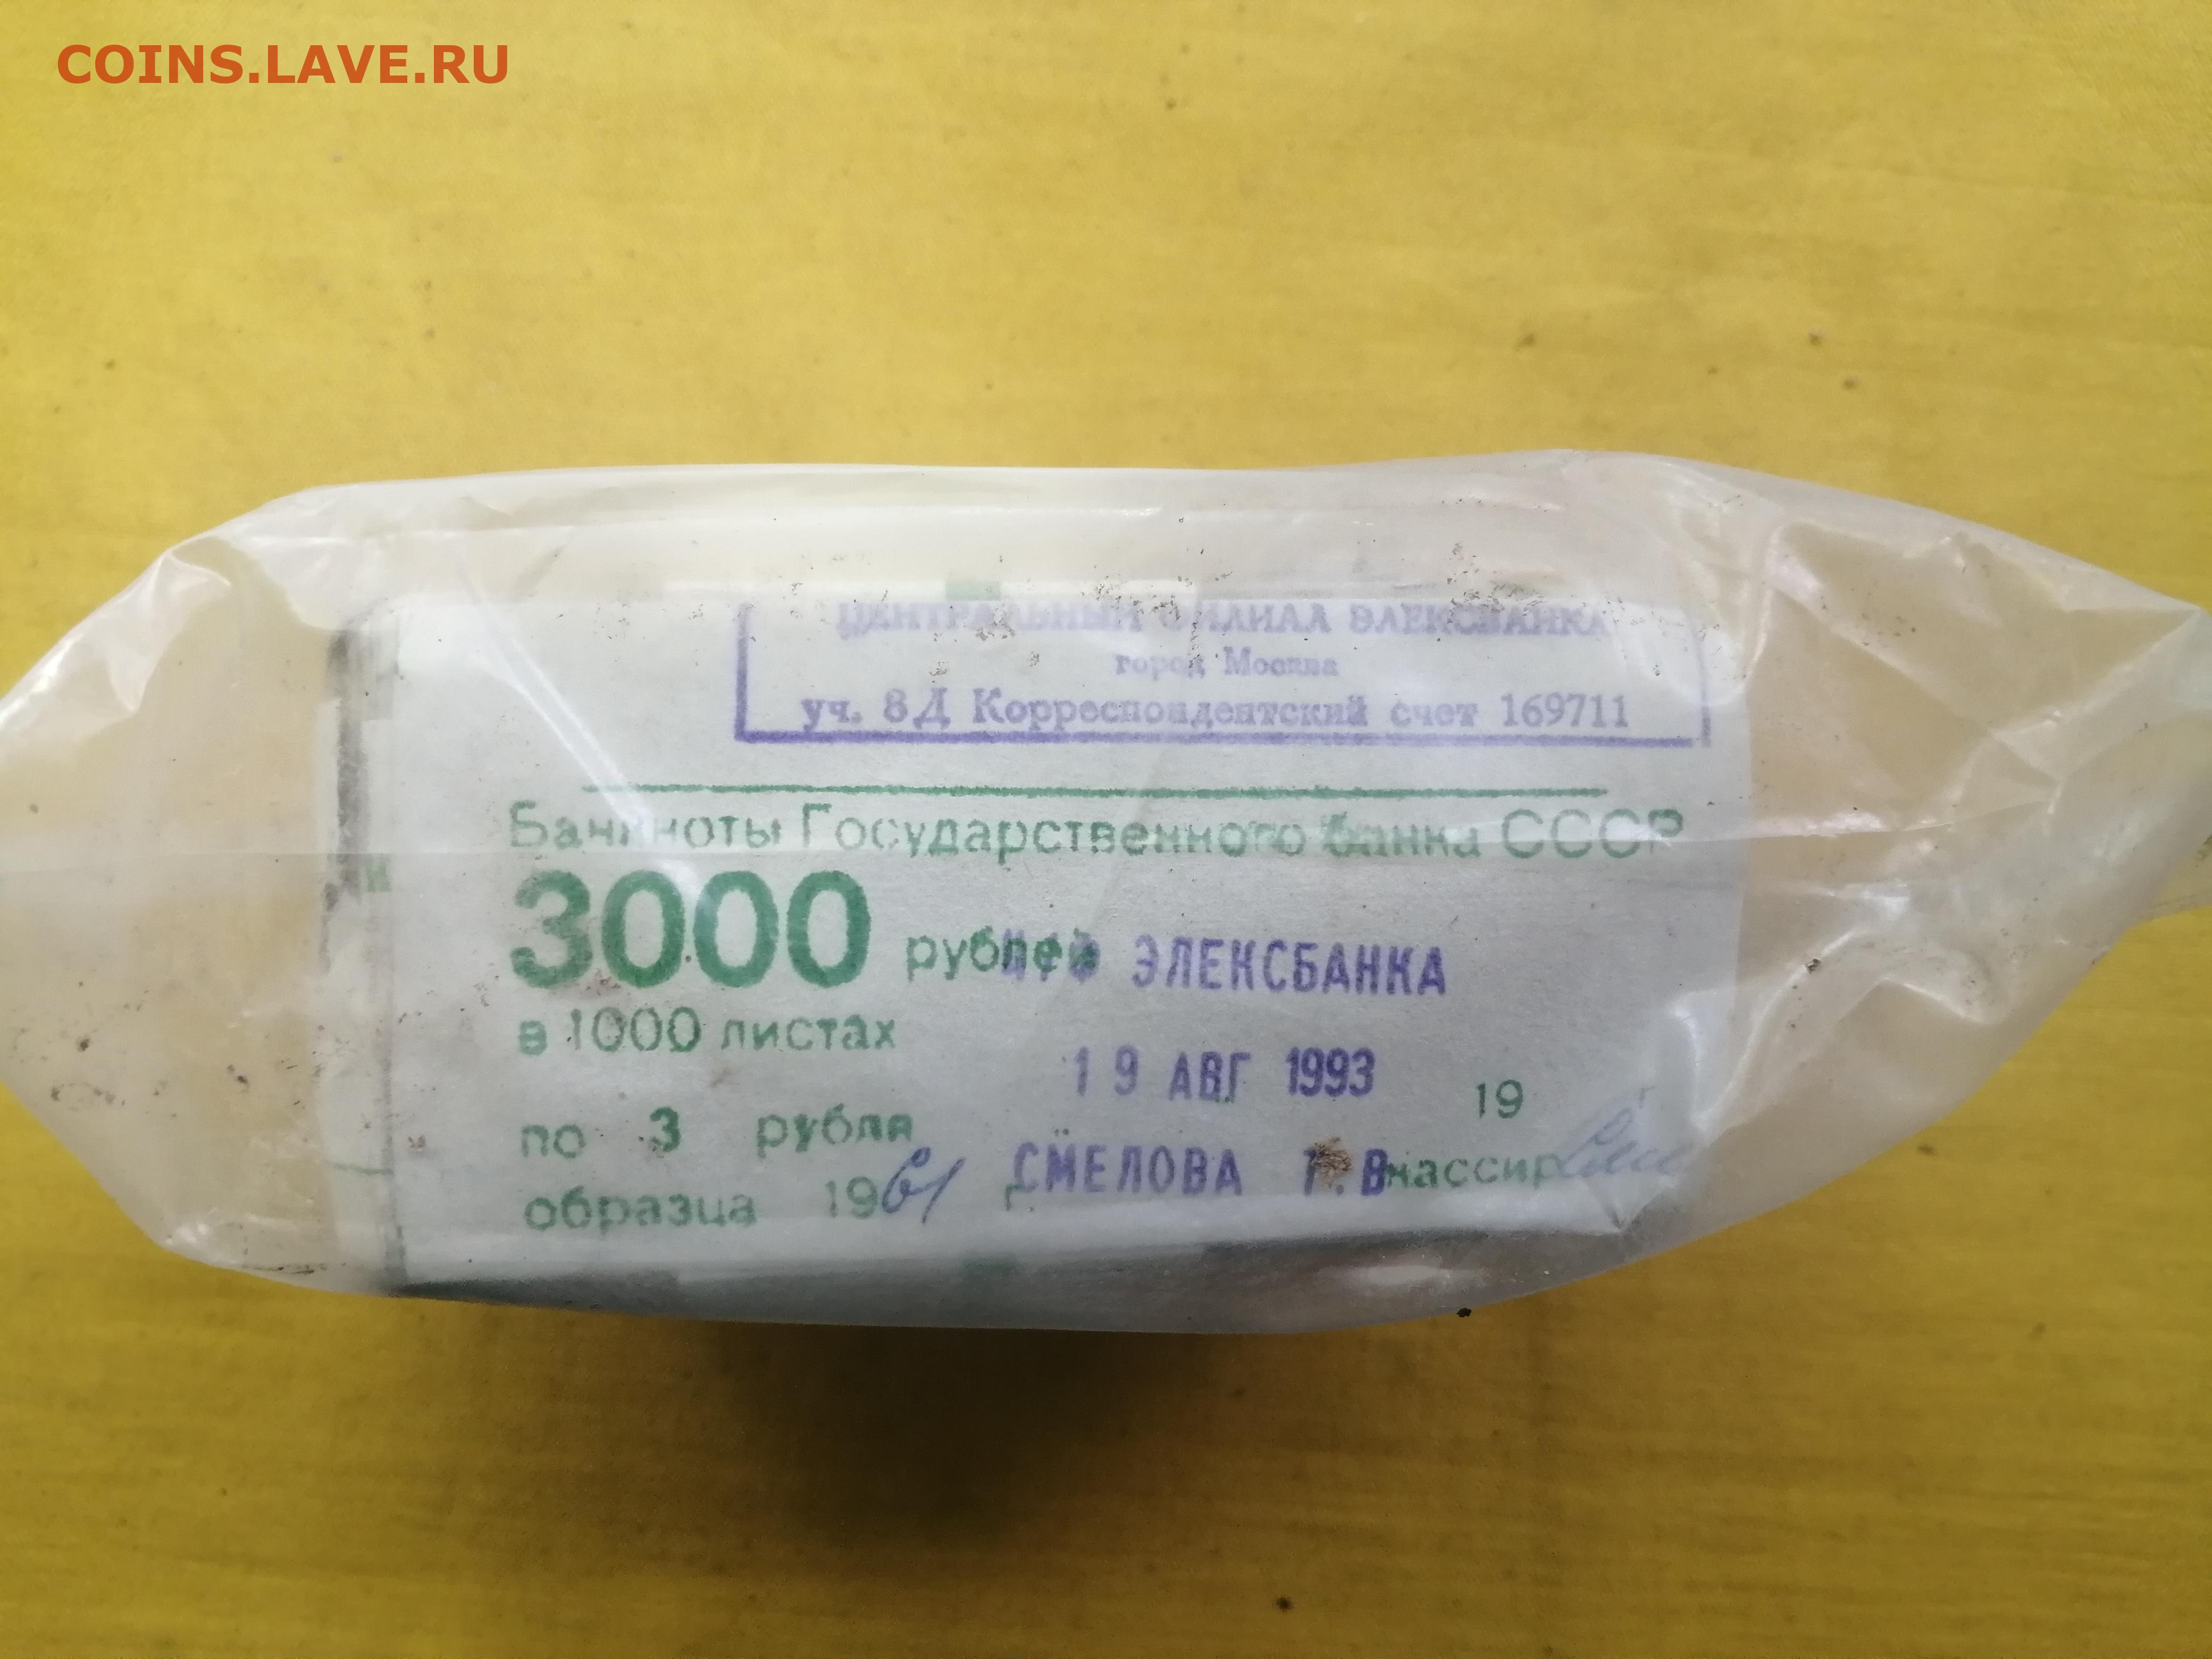 COINS.LAVE.RU
ЦЕНТРАЛЬНЫЙ ФИЛИАЛ ЭЛЕКСБАНКА
город Москва
уч. 8Д Корреспондентский счет 169711
Банкноты Государственного банка СССР
3000 рублей ЭЛЕКСБАНКА
в 1000 листах
19 АВГ 1993 19
по 3 рубля
образца 1961 Г. СМЕЛОВА Г. В кассир